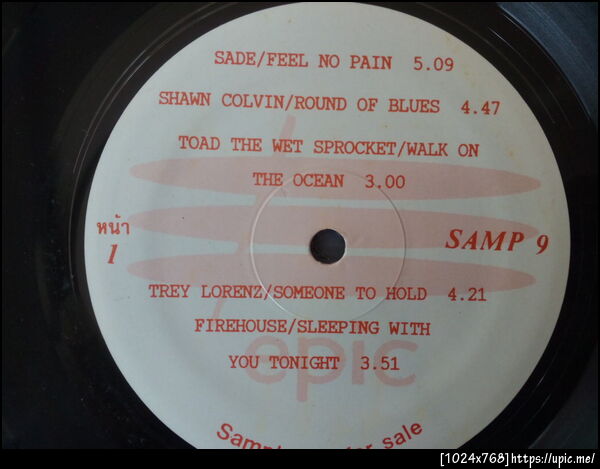 SADE/FEEL NO PAIN 5.09
SHAWN COLVIN/ROUND OF BLUES 4.47
TOAD THE WET SPROCKET/WALK ON
THE OCEAN 3.00
หน้า
1
SAMP 9
TREY LORENZ/SOMEONE TO HOLD 4.21
FIREHOUSE/SLEEPING WITH
YOU TONIGHT 3.51
epic
sale
[1024x768]https://upic.me/